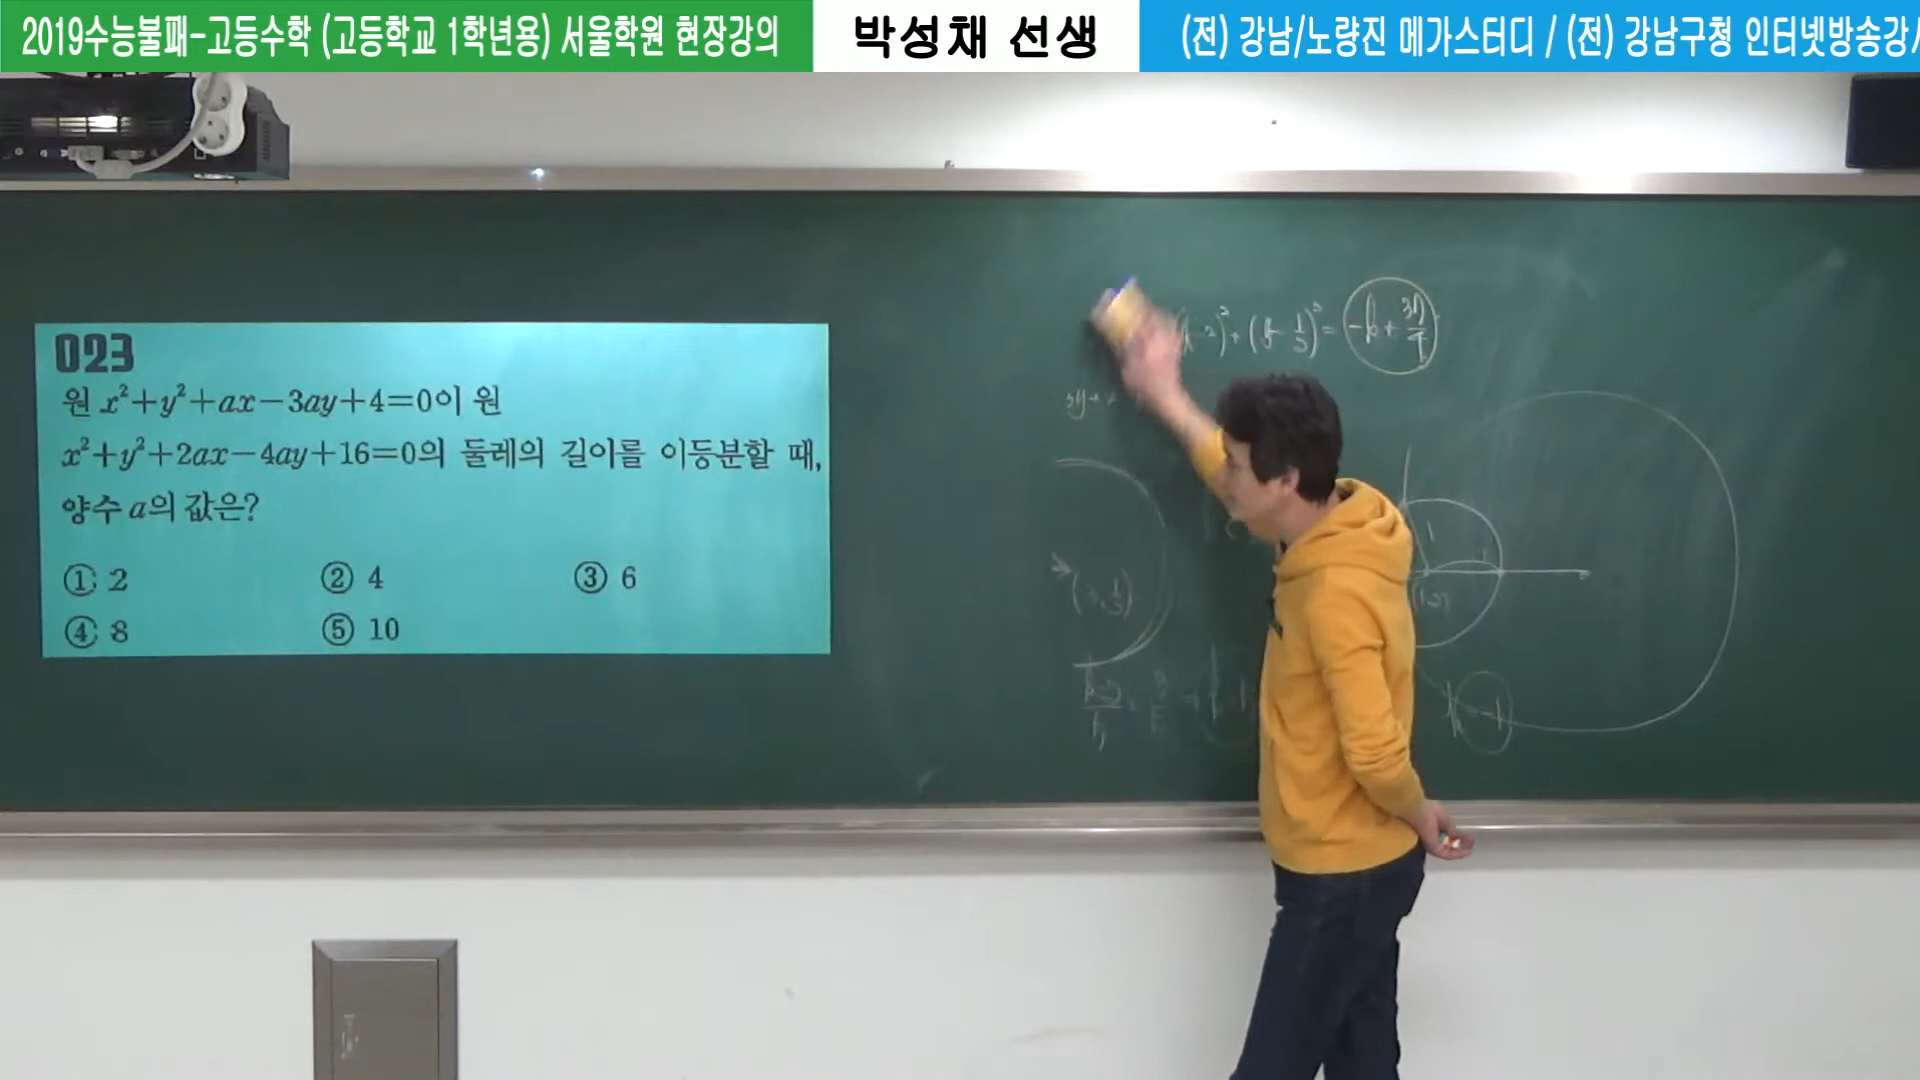 2019수능불패-고등수학 (고등학교 1학년용) 서울학원 현장강의
박성채 선생
(전) 강남/노량진 메가스터디 / (전) 강남구청 인터넷방송강사
023
원 x²+y²+ax-3ay+4=0이 원
x²+y²+2ax-4ay+16=0의 둘레의 길이를 이등분할 때,
양수 a의 값은?
① 2 ② 4 ③ 6
④ 8 ⑤ 10